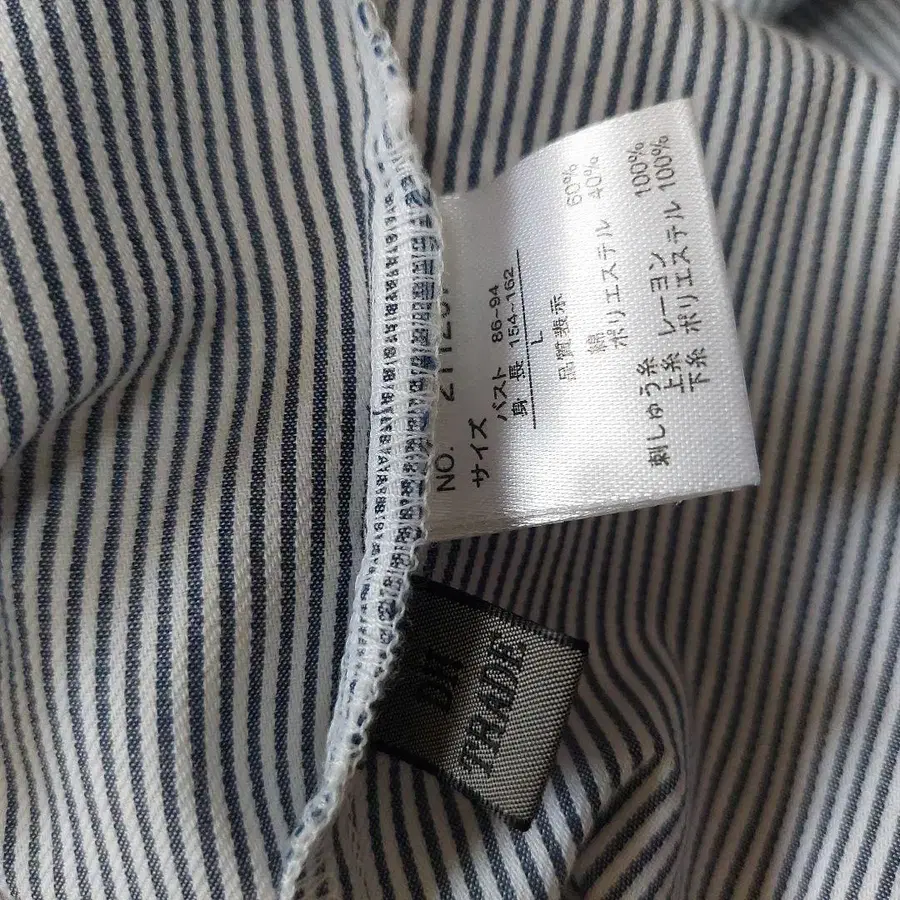 NO.
サイズ
バスト 86-94
身長 154-162
L
品質表示
綿 60%
ポリエステル 40%
刺しゅう糸
上糸 レーヨン 100%
下糸 ポリエステル 100%
DH
TRADE